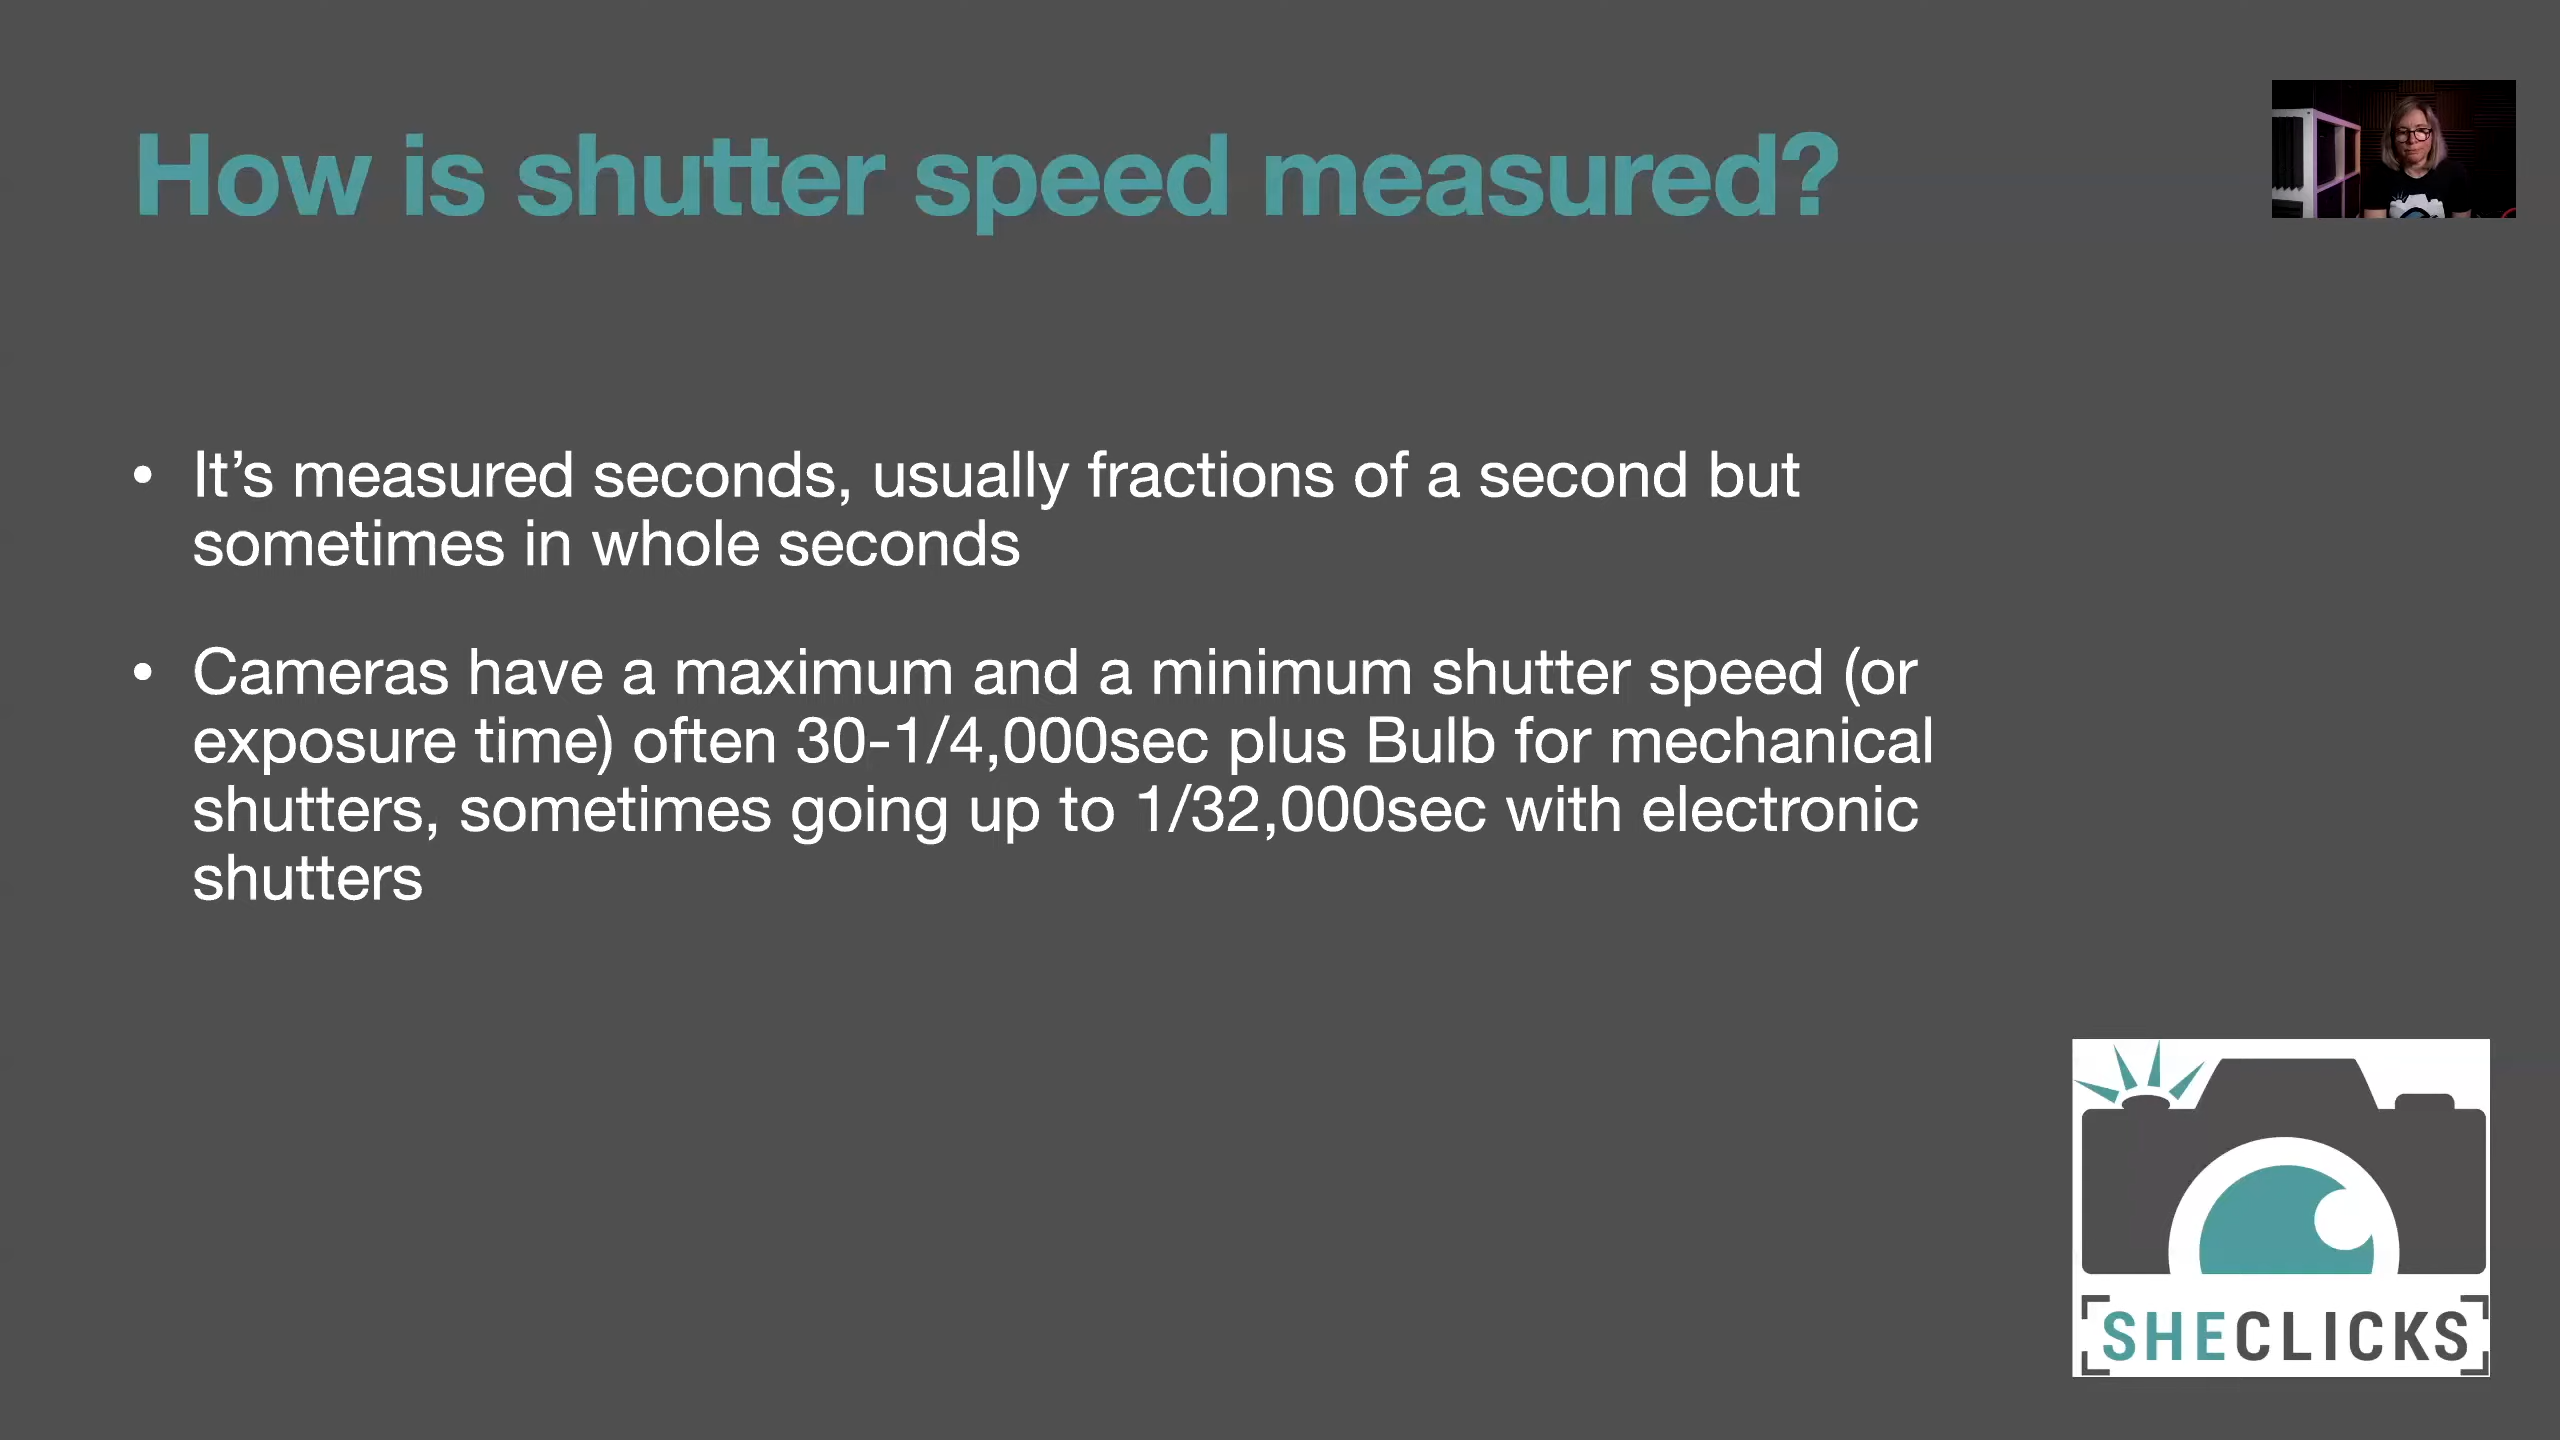 How is shutter speed measured?
• It’s measured seconds, usually fractions of a second but
sometimes in whole seconds
• Cameras have a maximum and a minimum shutter speed (or
exposure time) often 30-1/4,000sec plus Bulb for mechanical
shutters, sometimes going up to 1/32,000sec with electronic
shutters
SHECLICKS